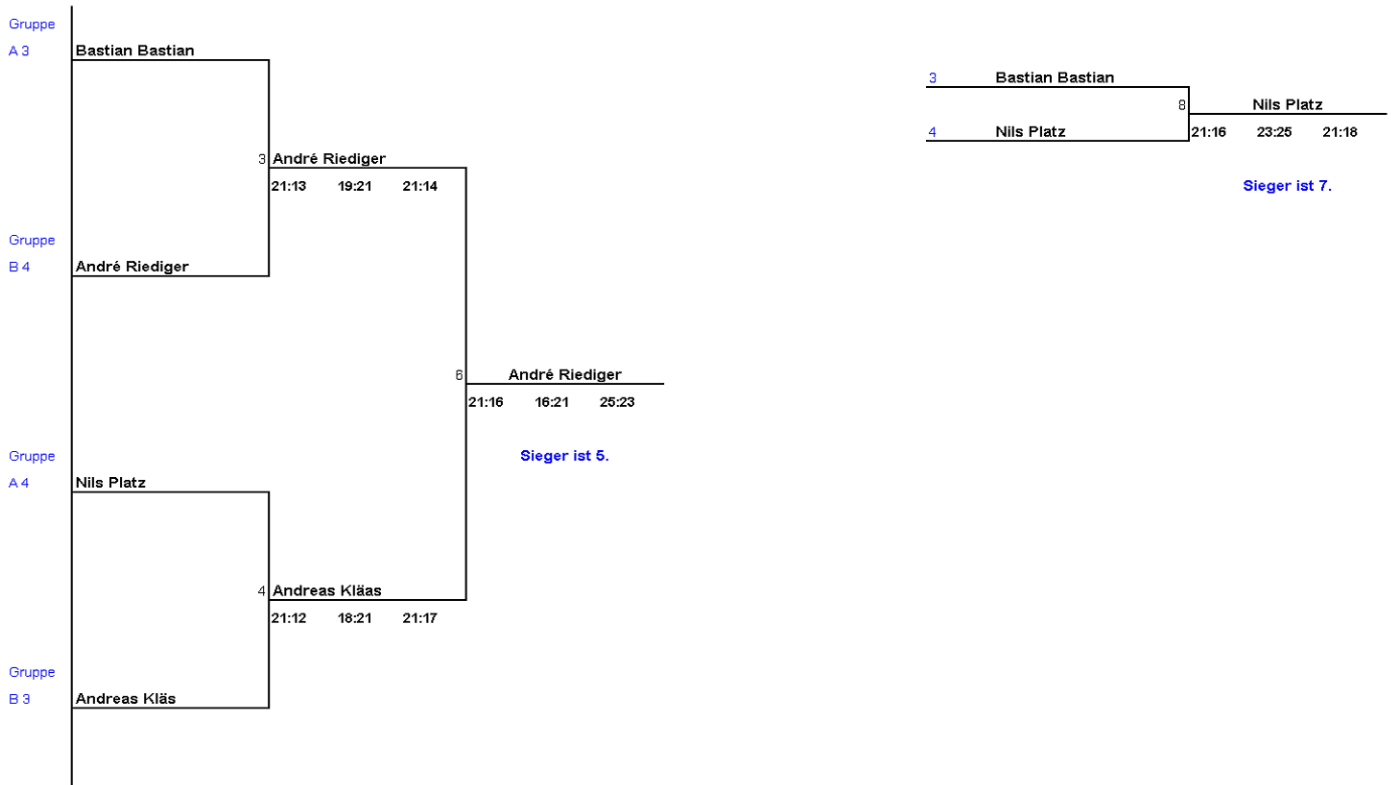 Gruppe
A 3 Bastian Bastian
3 Bastian Bastian
8 Nils Platz
4 Nils Platz 21:16 23:25 21:18
3 André Riediger
21:13 19:21 21:14
Sieger ist 7.
Gruppe
B 4 André Riediger
6 André Riediger
21:16 16:21 25:23
Gruppe
Sieger ist 5.
A 4 Nils Platz
4 Andreas Kläas
21:12 18:21 21:17
Gruppe
B 3 Andreas Kläs